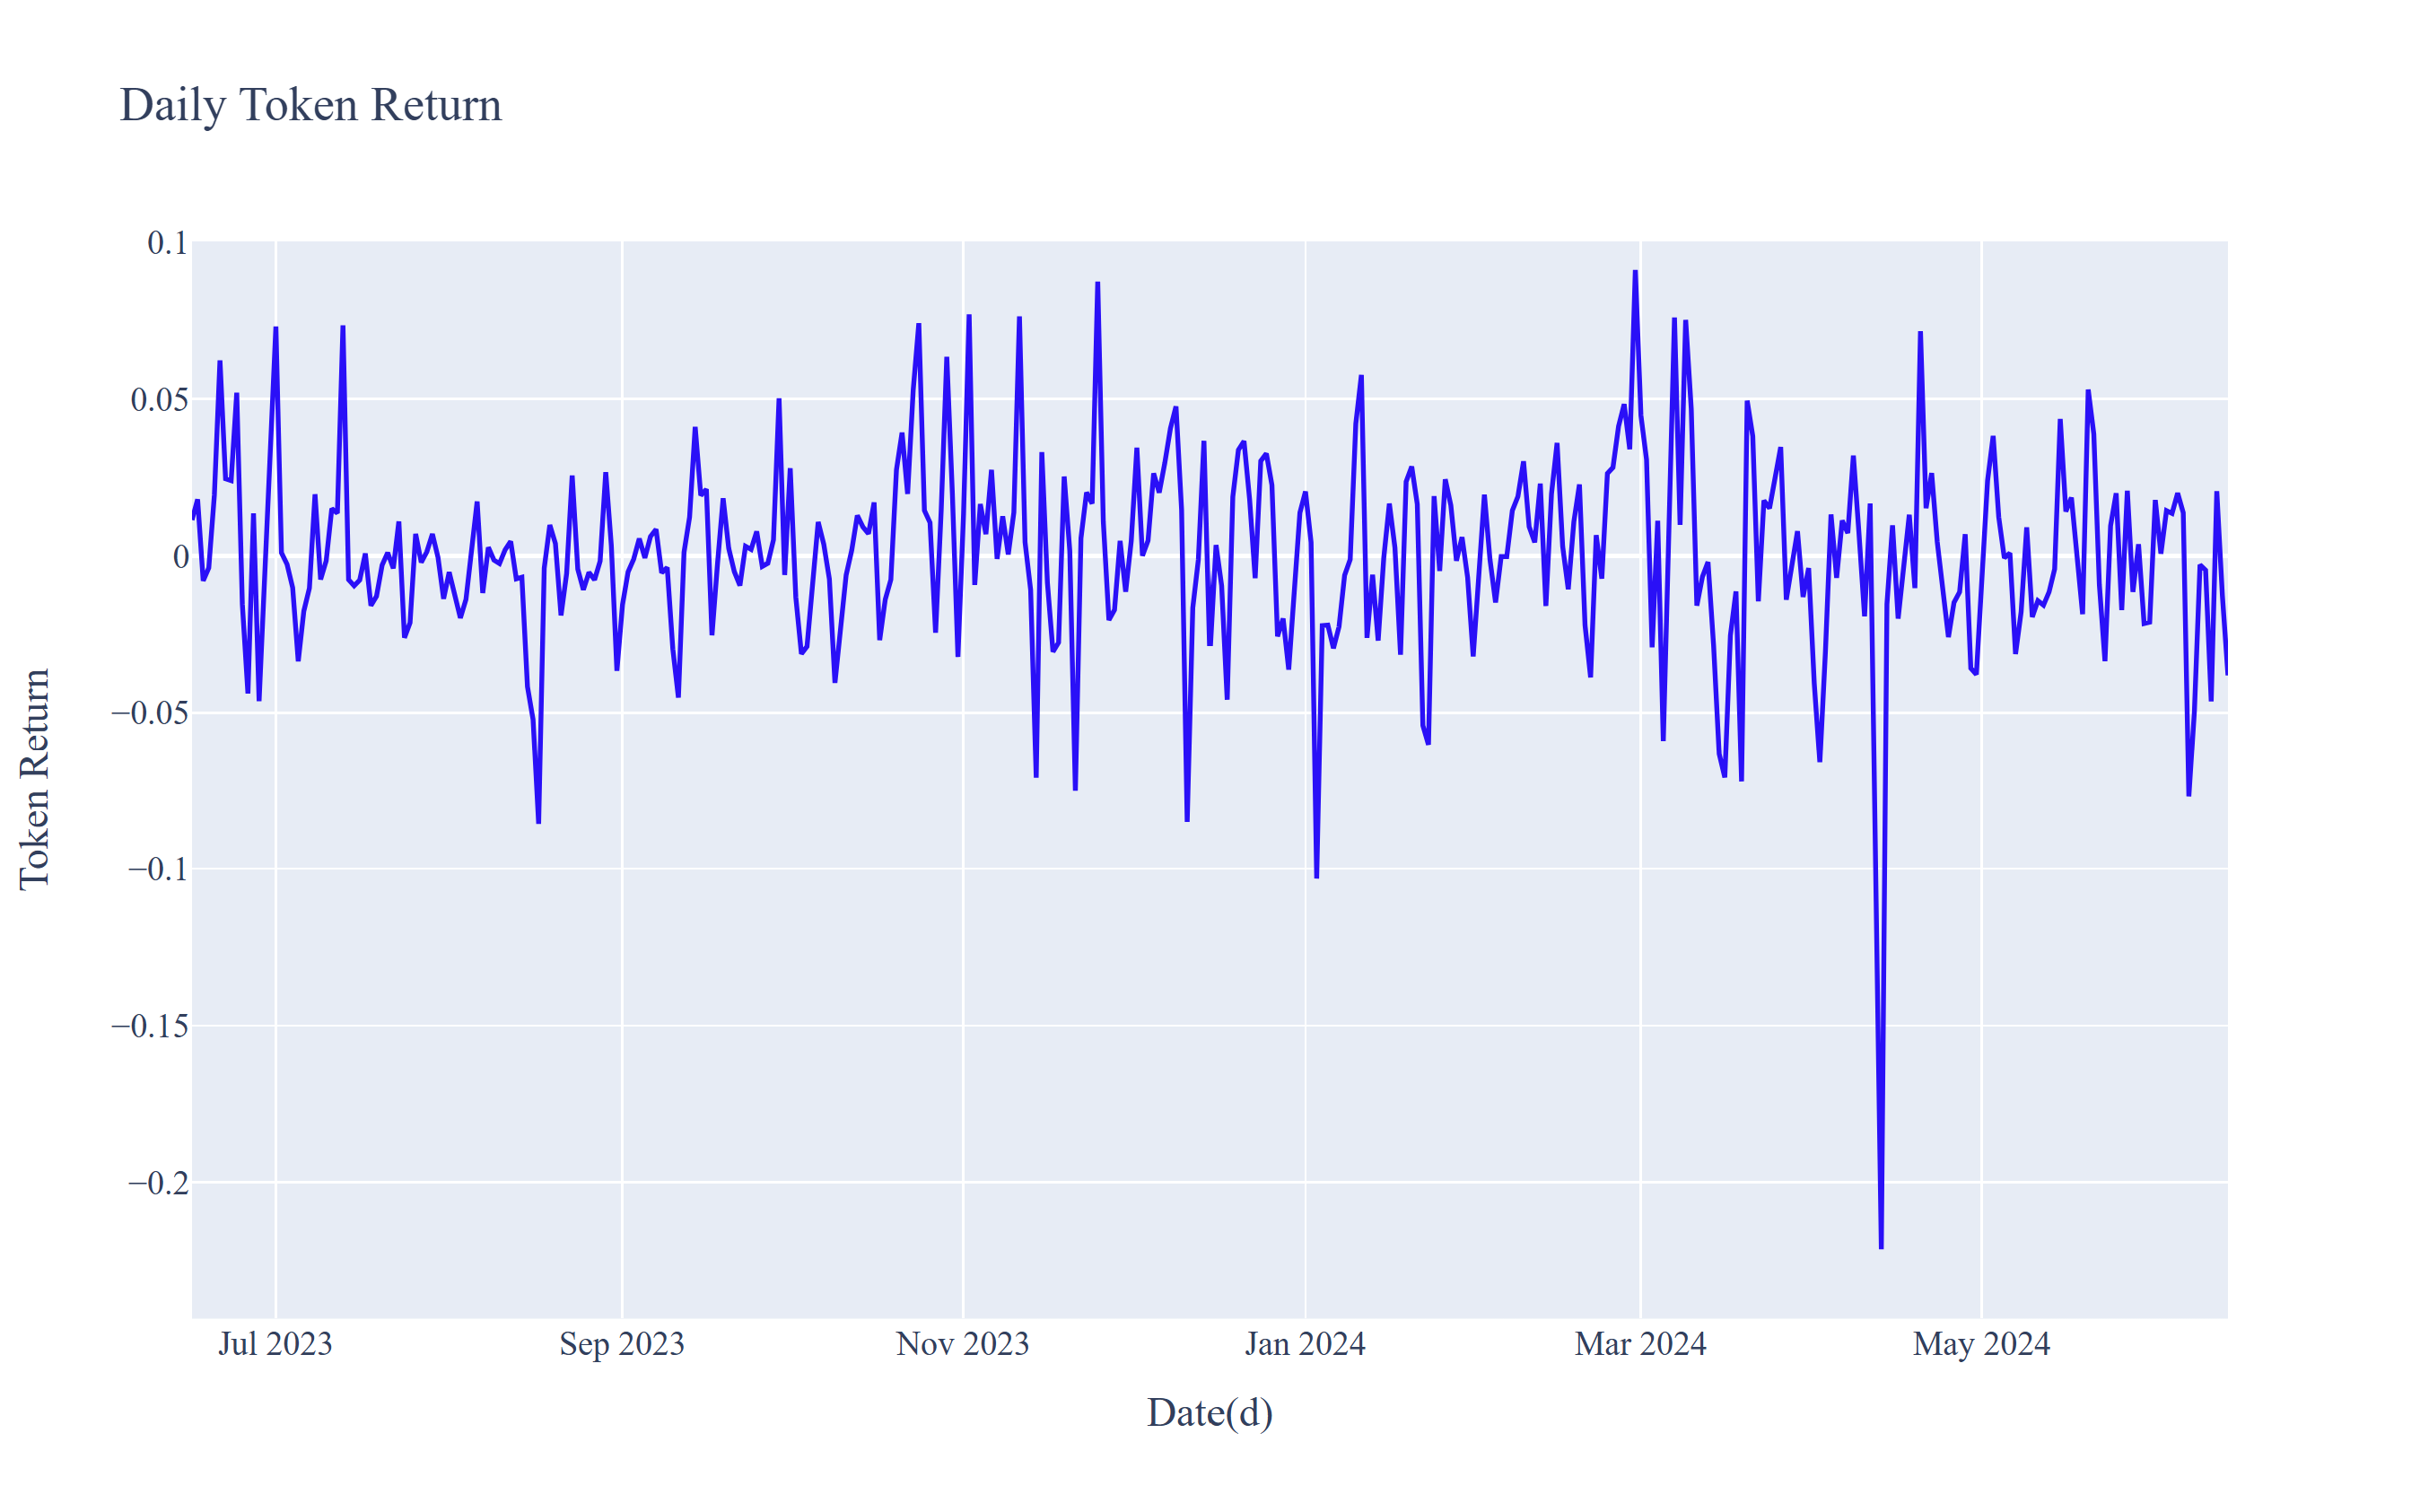 Daily Token Return
0.1
0.05
0
−0.05
−0.1
−0.15
−0.2
Token Return
Jul 2023 Sep 2023 Nov 2023 Jan 2024 Mar 2024 May 2024
Date(d)